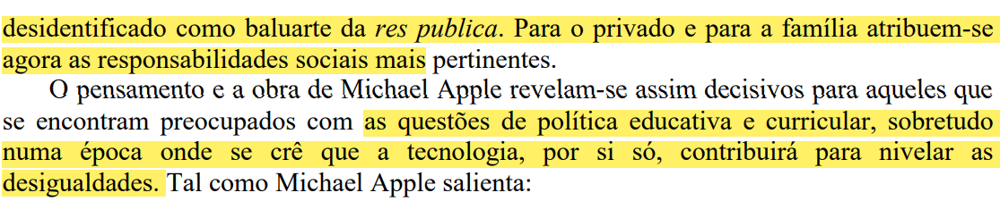 desidentificado como baluarte da res publica. Para o privado e para a família atribuem-se
agora as responsabilidades sociais mais pertinentes.
O pensamento e a obra de Michael Apple revelam-se assim decisivos para aqueles que
se encontram preocupados com as questões de política educativa e curricular, sobretudo
numa época onde se crê que a tecnologia, por si só, contribuirá para nivelar as
desigualdades. Tal como Michael Apple salienta: